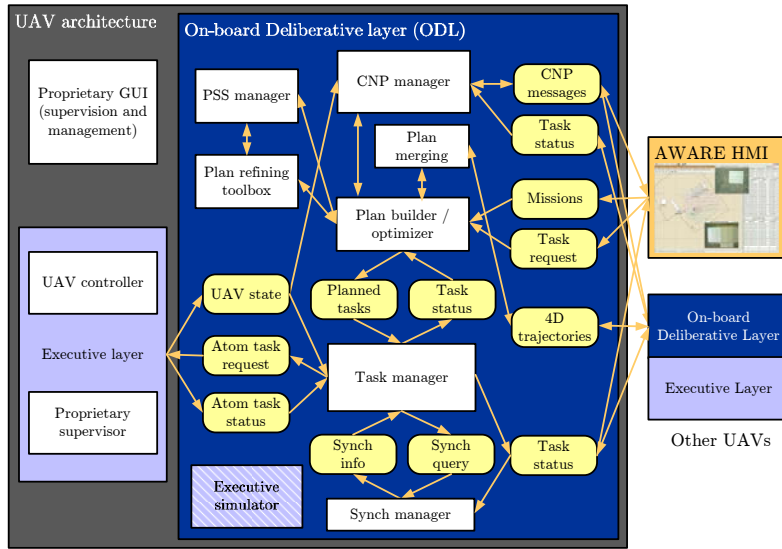 UAV architecture
On-board Deliberative layer (ODL)
Proprietary GUI
(supervision and
management)
PSS manager
CNP manager
CNP
messages
Plan
merging
Task
status
Plan refining
toolbox
AWARE HMI
Plan builder /
optimizer
Missions
Task
request
UAV controller
UAV state
Planned
tasks
Task
status
4D
trajectories
On-board
Deliberative Layer
Executive layer
Atom task
request
Task manager
Executive Layer
Proprietary
supervisor
Atom task
status
Other UAVs
Synch
info
Synch
query
Task
status
Executive
simulator
Synch manager